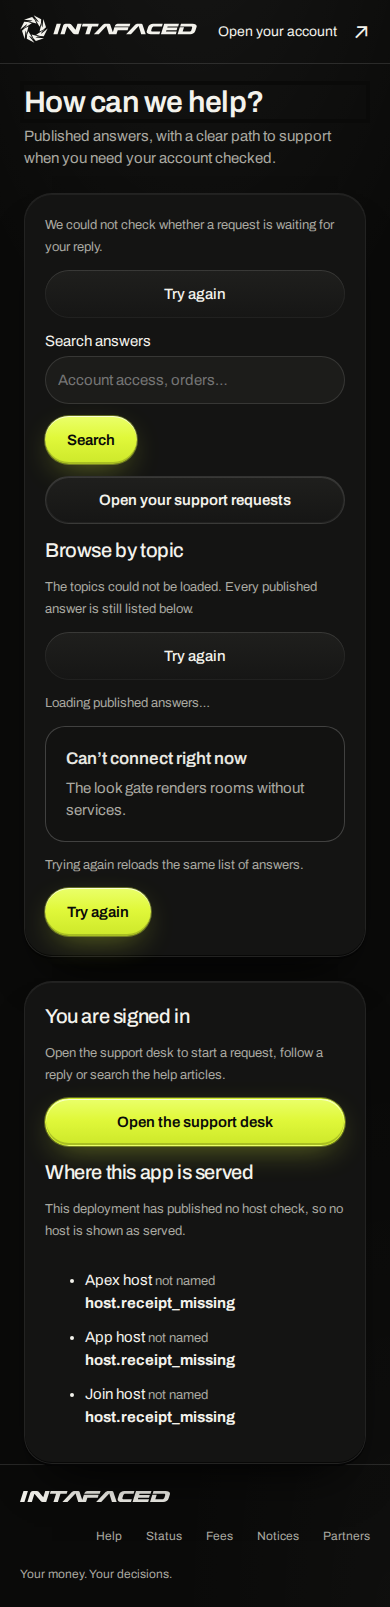 INTAFACED
Open your account
How can we help?
Published answers, with a clear path to support
when you need your account checked.
We could not check whether a request is waiting for
your reply.
Try again
Search answers
Account access, orders...
Search
Open your support requests
Browse by topic
The topics could not be loaded. Every published
answer is still listed below.
Try again
Loading published answers...
Can’t connect right now
The look gate renders rooms without
services.
Trying again reloads the same list of answers.
Try again
You are signed in
Open the support desk to start a request, follow a
reply or search the help articles.
Open the support desk
Where this app is served
This deployment has published no host check, so no
host is shown as served.
• Apex host not named
host.receipt_missing
• App host not named
host.receipt_missing
• Join host not named
host.receipt_missing
INTAFACED
Help Status Fees Notices Partners
Your money. Your decisions.